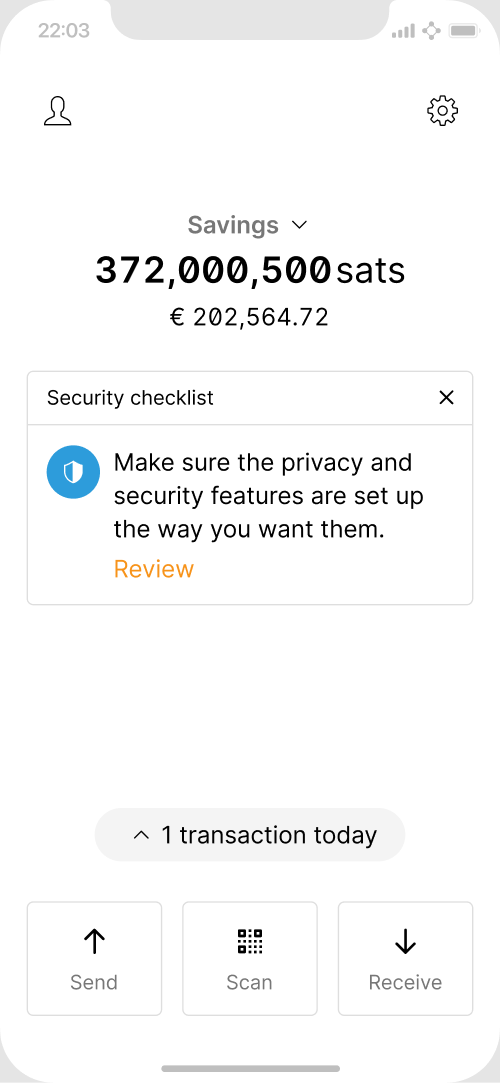 22:03
Savings
372,000,500 sats
€ 202,564.72
Security checklist
Make sure the privacy and
security features are set up
the way you want them.
Review
1 transaction today
Send
Scan
Receive